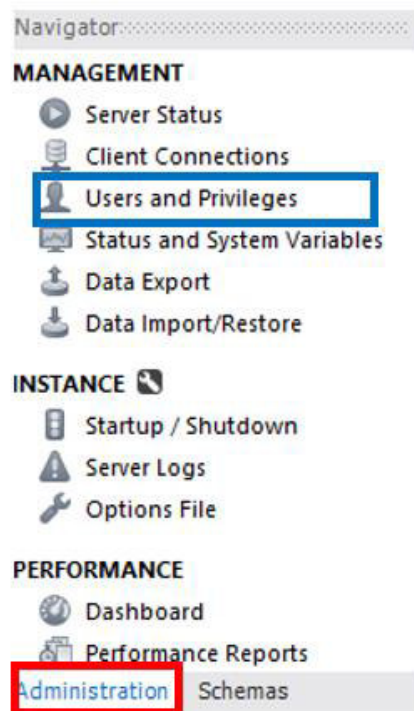 Navigator
MANAGEMENT
Server Status
Client Connections
Users and Privileges
Status and System Variables
Data Export
Data Import/Restore
INSTANCE
Startup / Shutdown
Server Logs
Options File
PERFORMANCE
Dashboard
Performance Reports
Administration Schemas